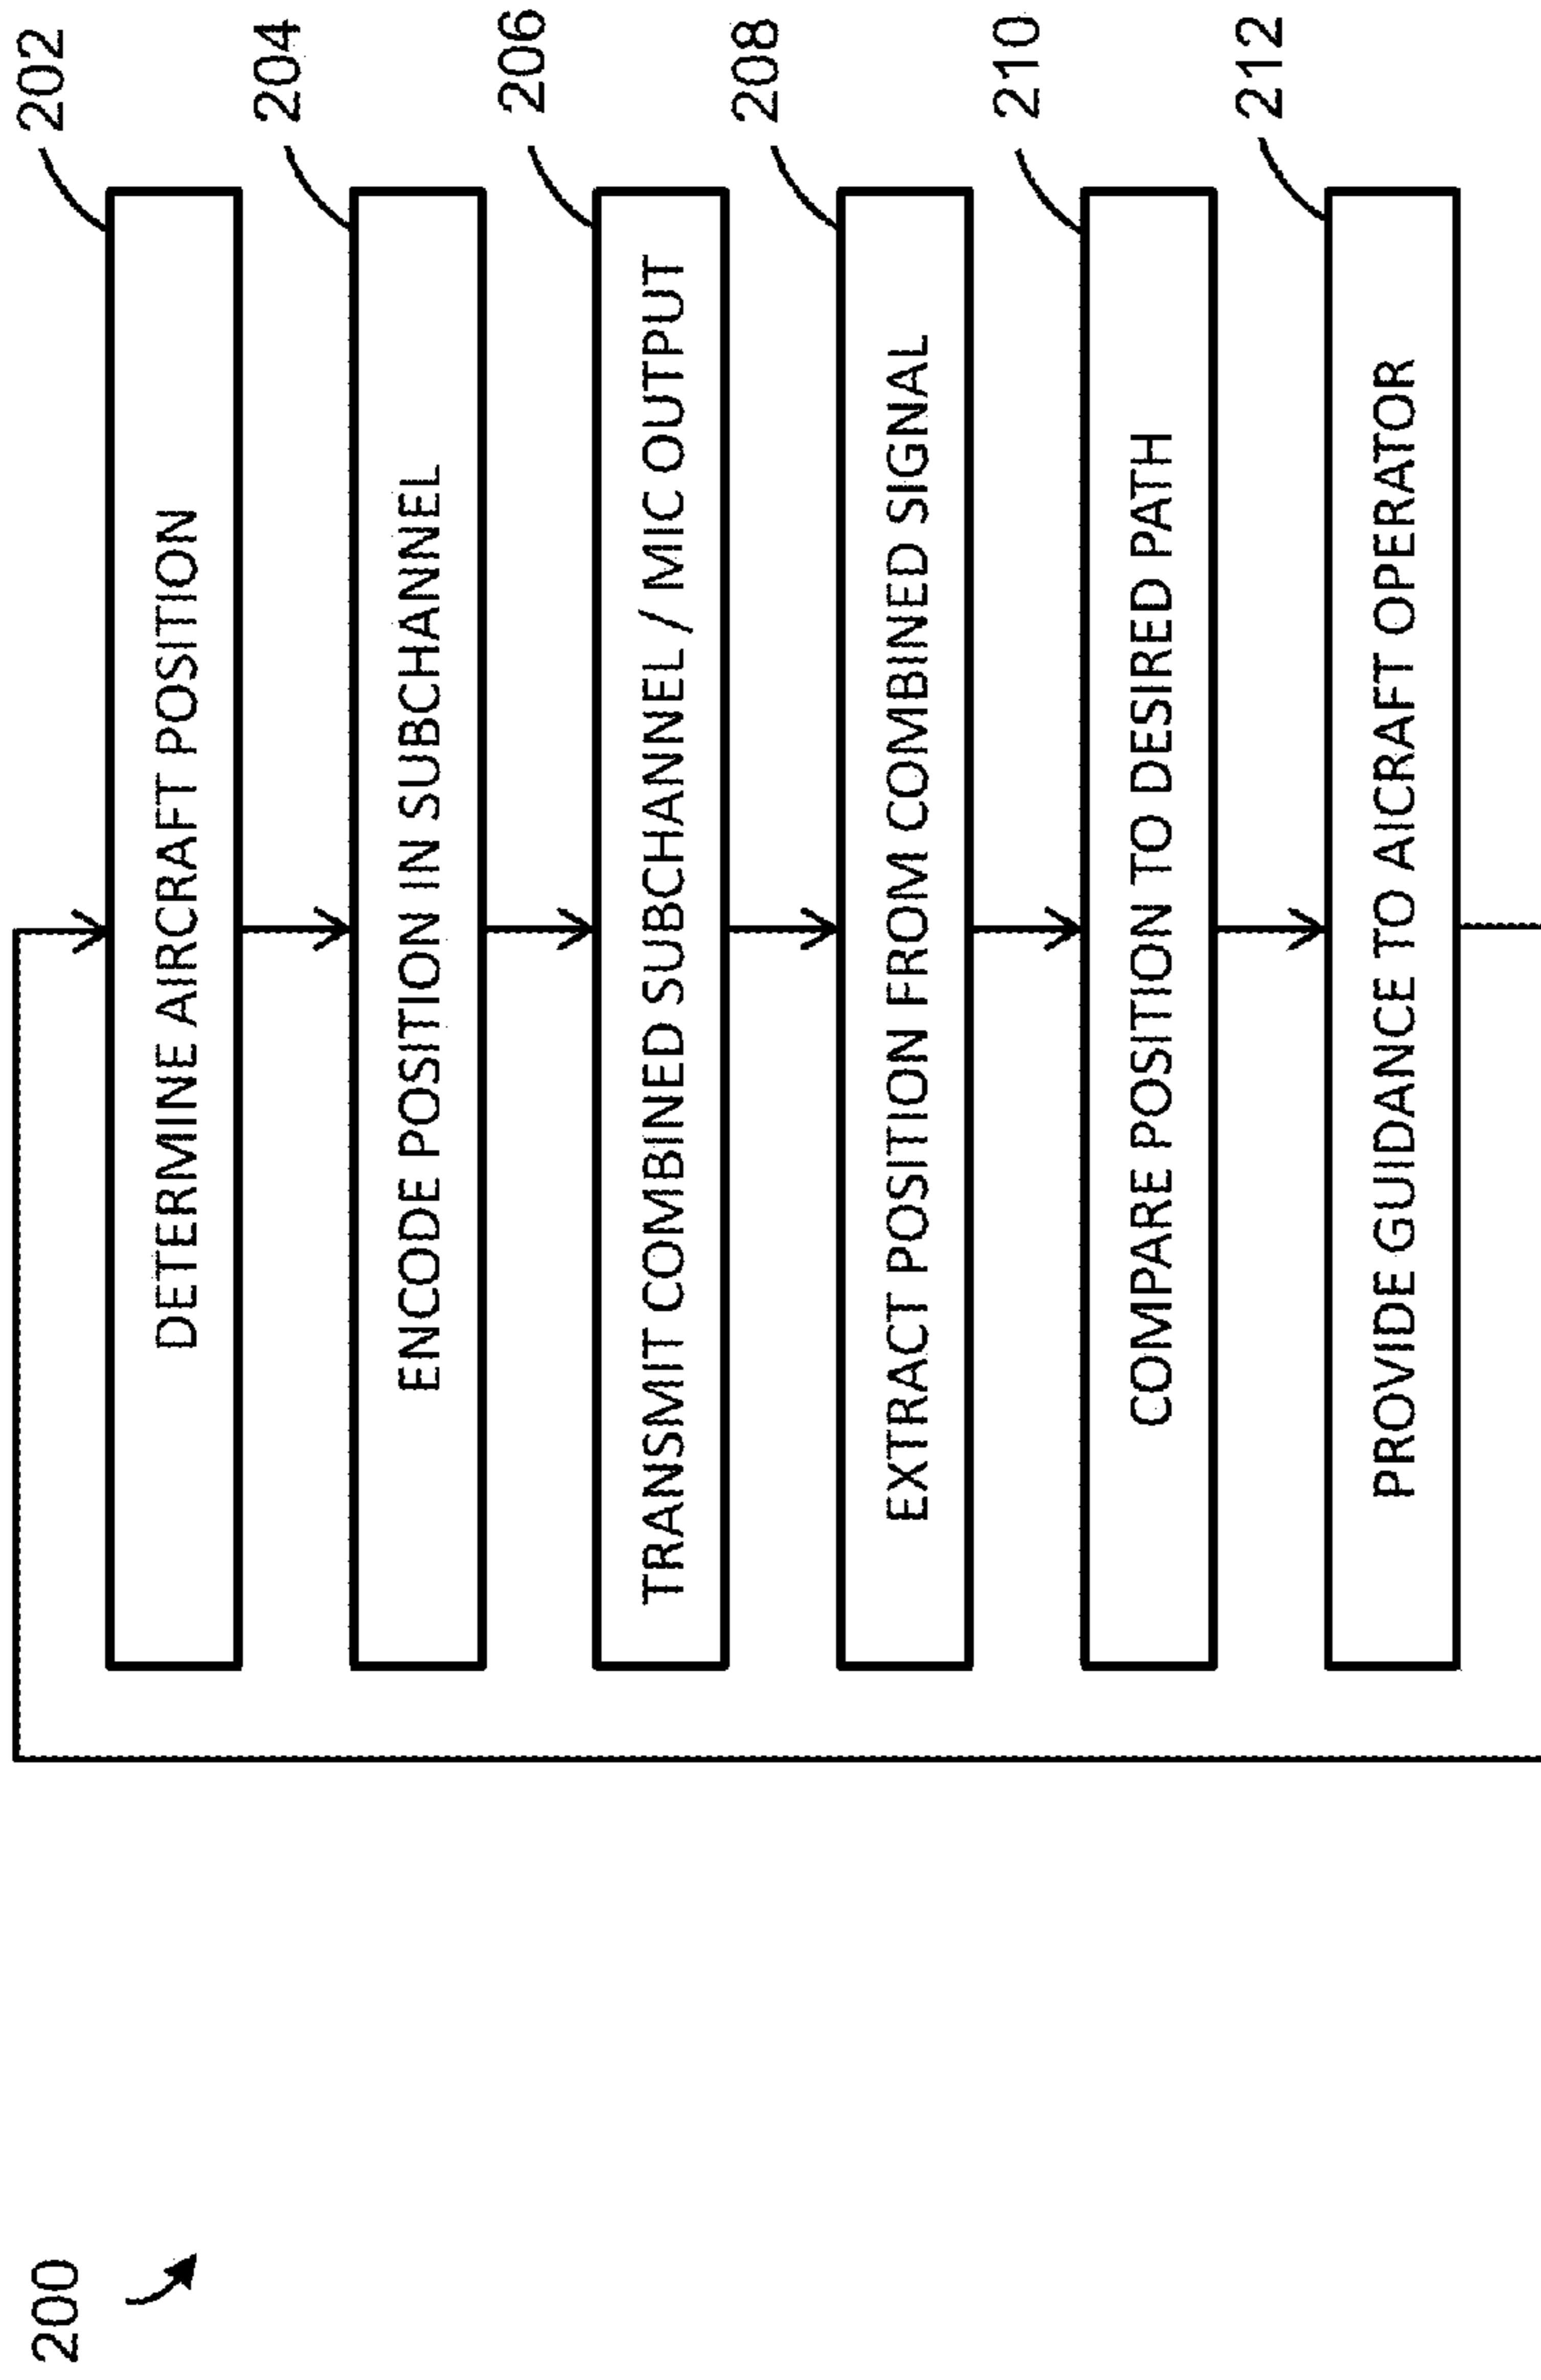 200
202
DETERMINE AIRCRAFT POSITION
204
ENCODE POSITION IN SUBCHANNEL
206
TRANSMIT COMBINED SUBCHANNEL / MIC OUTPUT
208
EXTRACT POSITION FROM COMBINED SIGNAL
210
COMPARE POSITION TO DESIRED PATH
212
PROVIDE GUIDANCE TO AICRAFT OPERATOR